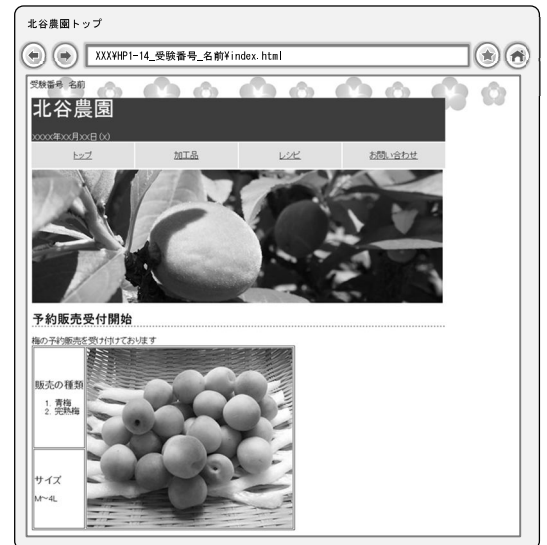 北谷農園トップ
XXX¥HP1-14_受験番号_名前¥index.html
受験番号 名前
北谷農園
xxxx年xx月xx日(x)
トップ 加工品 レシピ お問い合わせ
予約販売受付開始
梅の予約販売を受け付けております
販売の種類
1. 青梅
2. 完熟梅
サイズ
M~4L